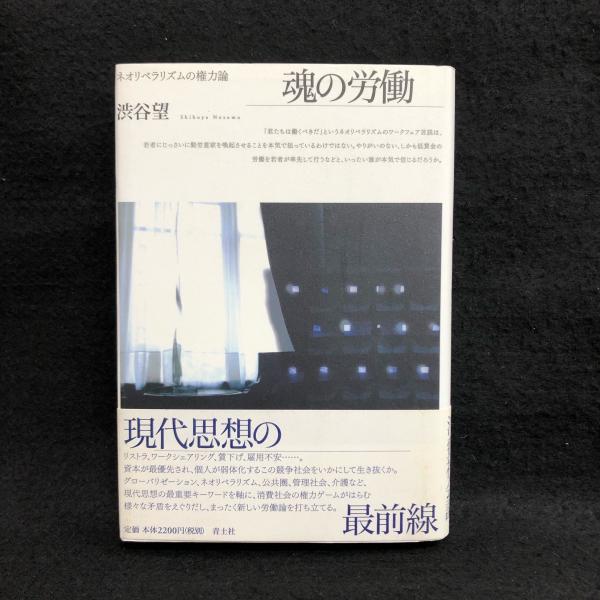 ネオリベラリズムの権力論
魂の労働
渋谷望
Shibuya Nozomu
「君たちは働くべきだ」というネオリベラリズムのワークフェア言説は、
若者にじっさいに勤労意欲を喚起させることを本気で狙っているわけではない。やりがいのない、しかも低賃金の
労働を若者が率先して行うなどと、いったい誰が本気で信じるだろうか。
現代思想の
リストラ、ワークシェアリング、賃下げ、雇用不安……。
資本が最優先され、個人が弱体化するこの競争社会をいかにして生き抜くか。
グローバリゼーション、ネオリベラリズム、公共圏、管理社会、介護など、
現代思想の最重要キーワードを軸に、消費社会の権力ゲームがはらむ
様々な矛盾をえぐりだし、まったく新しい労働論を打ち立てる。
最前線
定価 本体2200円(税別) 青土社